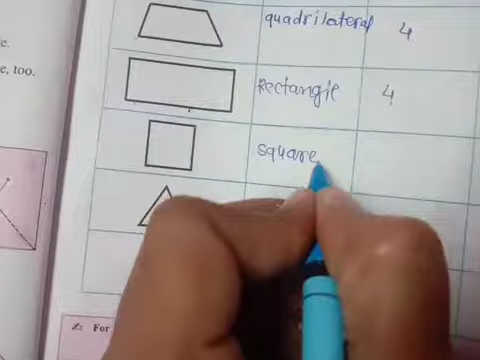 quadrilateral 4
e.
e, too.
Rectangle 4
square
For